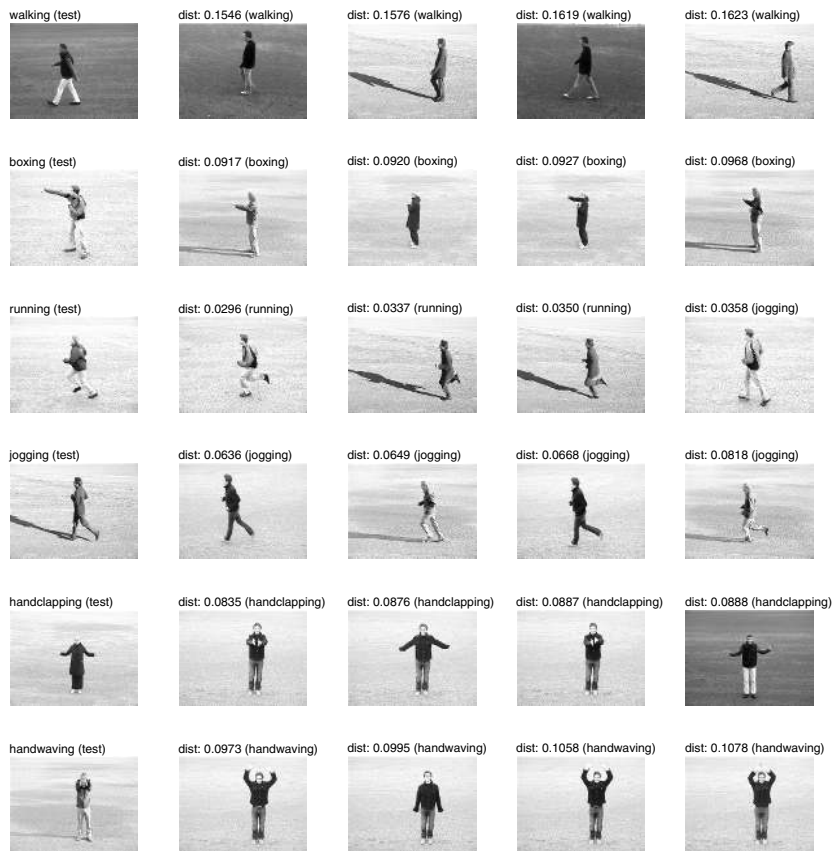 walking (test) dist: 0.1546 (walking) dist: 0.1576 (walking) dist: 0.1619 (walking) dist: 0.1623 (walking)
boxing (test) dist: 0.0917 (boxing) dist: 0.0920 (boxing) dist: 0.0927 (boxing) dist: 0.0968 (boxing)
running (test) dist: 0.0296 (running) dist: 0.0337 (running) dist: 0.0350 (running) dist: 0.0358 (jogging)
jogging (test) dist: 0.0636 (jogging) dist: 0.0649 (jogging) dist: 0.0668 (jogging) dist: 0.0818 (jogging)
handclapping (test) dist: 0.0835 (handclapping) dist: 0.0876 (handclapping) dist: 0.0887 (handclapping) dist: 0.0888 (handclapping)
handwaving (test) dist: 0.0973 (handwaving) dist: 0.0995 (handwaving) dist: 0.1058 (handwaving) dist: 0.1078 (handwaving)